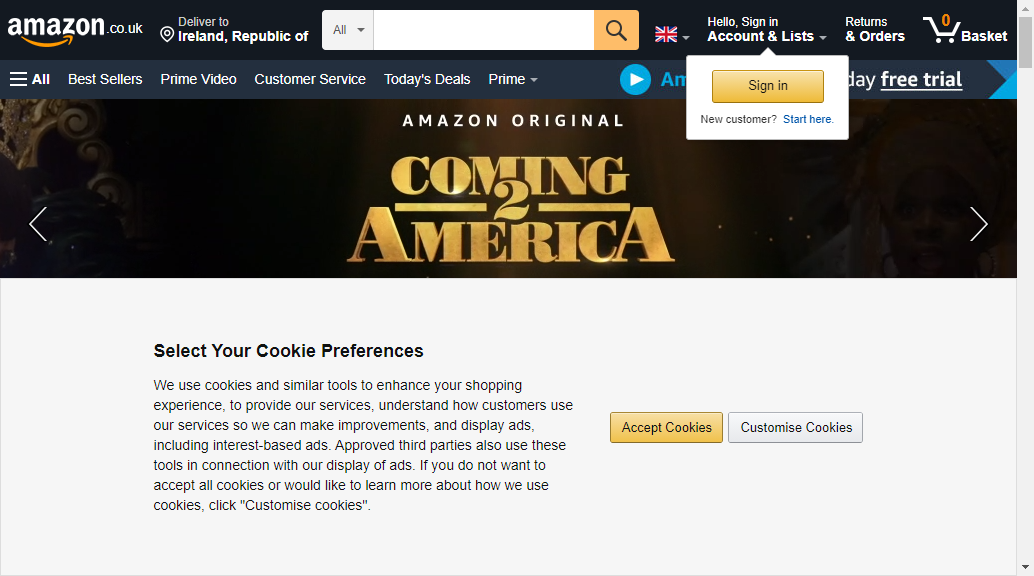 amazon.co.uk
Deliver to
Ireland, Republic of
All
Hello, Sign in
Account & Lists
Returns
& Orders
0
Basket
All
Best Sellers
Prime Video
Customer Service
Today's Deals
Prime
Am
day free trial
Sign in
New customer? Start here.
AMAZON ORIGINAL
COMING
2
AMERICA
Select Your Cookie Preferences
We use cookies and similar tools to enhance your shopping
experience, to provide our services, understand how customers use
our services so we can make improvements, and display ads,
including interest-based ads. Approved third parties also use these
tools in connection with our display of ads. If you do not want to
accept all cookies or would like to learn more about how we use
cookies, click "Customise cookies".
Accept Cookies
Customise Cookies